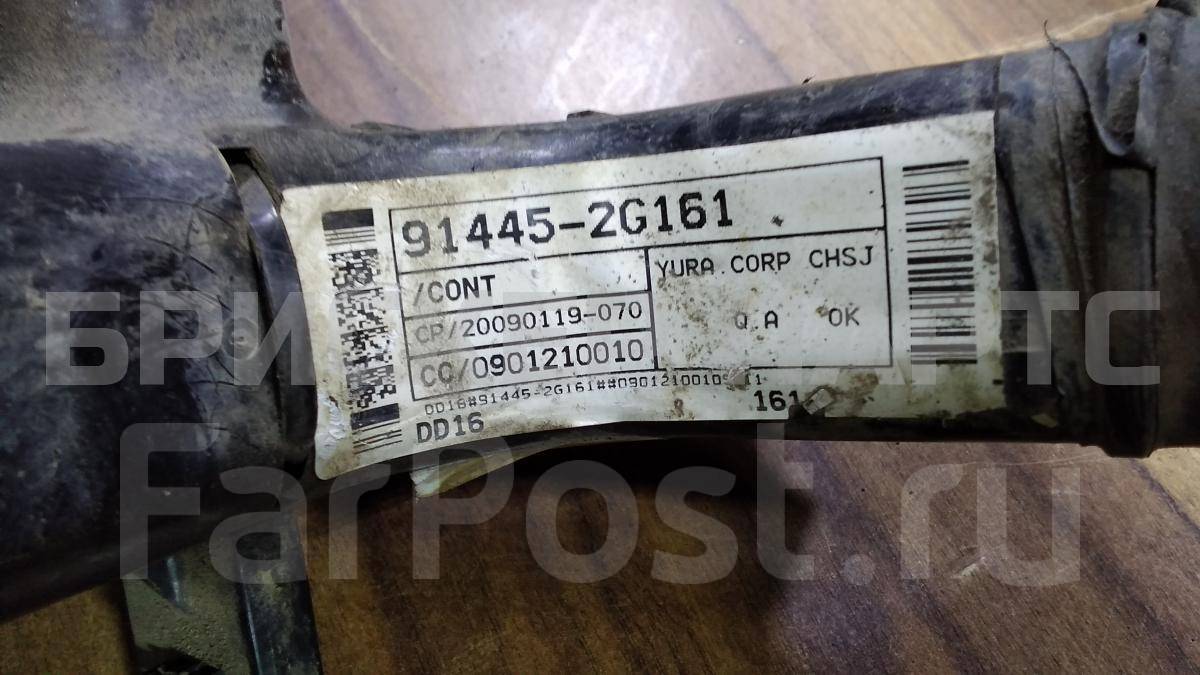 91445-2G161
/CONT
YURA CORP CHSJ
CP/20090119-070
Q.A OK
CC/0901210010
DD16 161
FarPost.ru